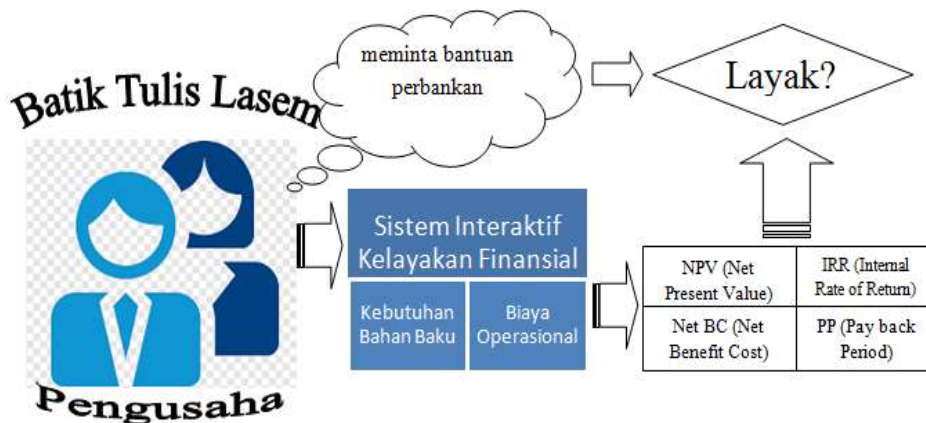 Batik Tulis Lasem
Pengusaha
meminta bantuan
perbankan
Layak?
Sistem Interaktif
Kelayakan Finansial
Kebutuhan
Bahan Baku
Biaya
Operasional
NPV (Net
Present Value)
IRR (Internal
Rate of Return)
Net BC (Net
Benefit Cost)
PP (Pay back
Period)